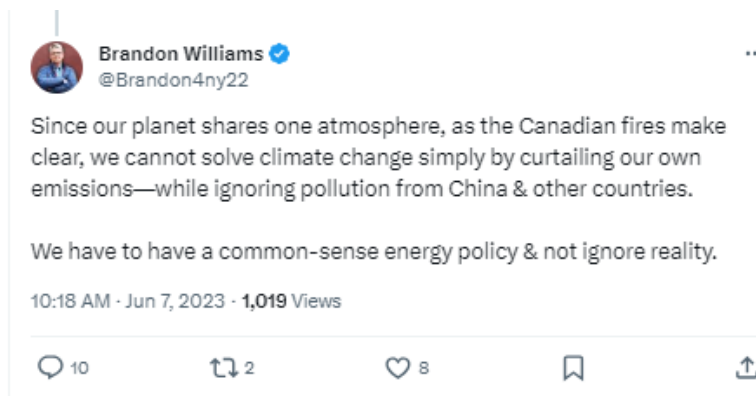 Brandon Williams
@Brandon4ny22
Since our planet shares one atmosphere, as the Canadian fires make
clear, we cannot solve climate change simply by curtailing our own
emissions—while ignoring pollution from China & other countries.
We have to have a common-sense energy policy & not ignore reality.
10:18 AM · Jun 7, 2023 · 1,019 Views
10 2 8